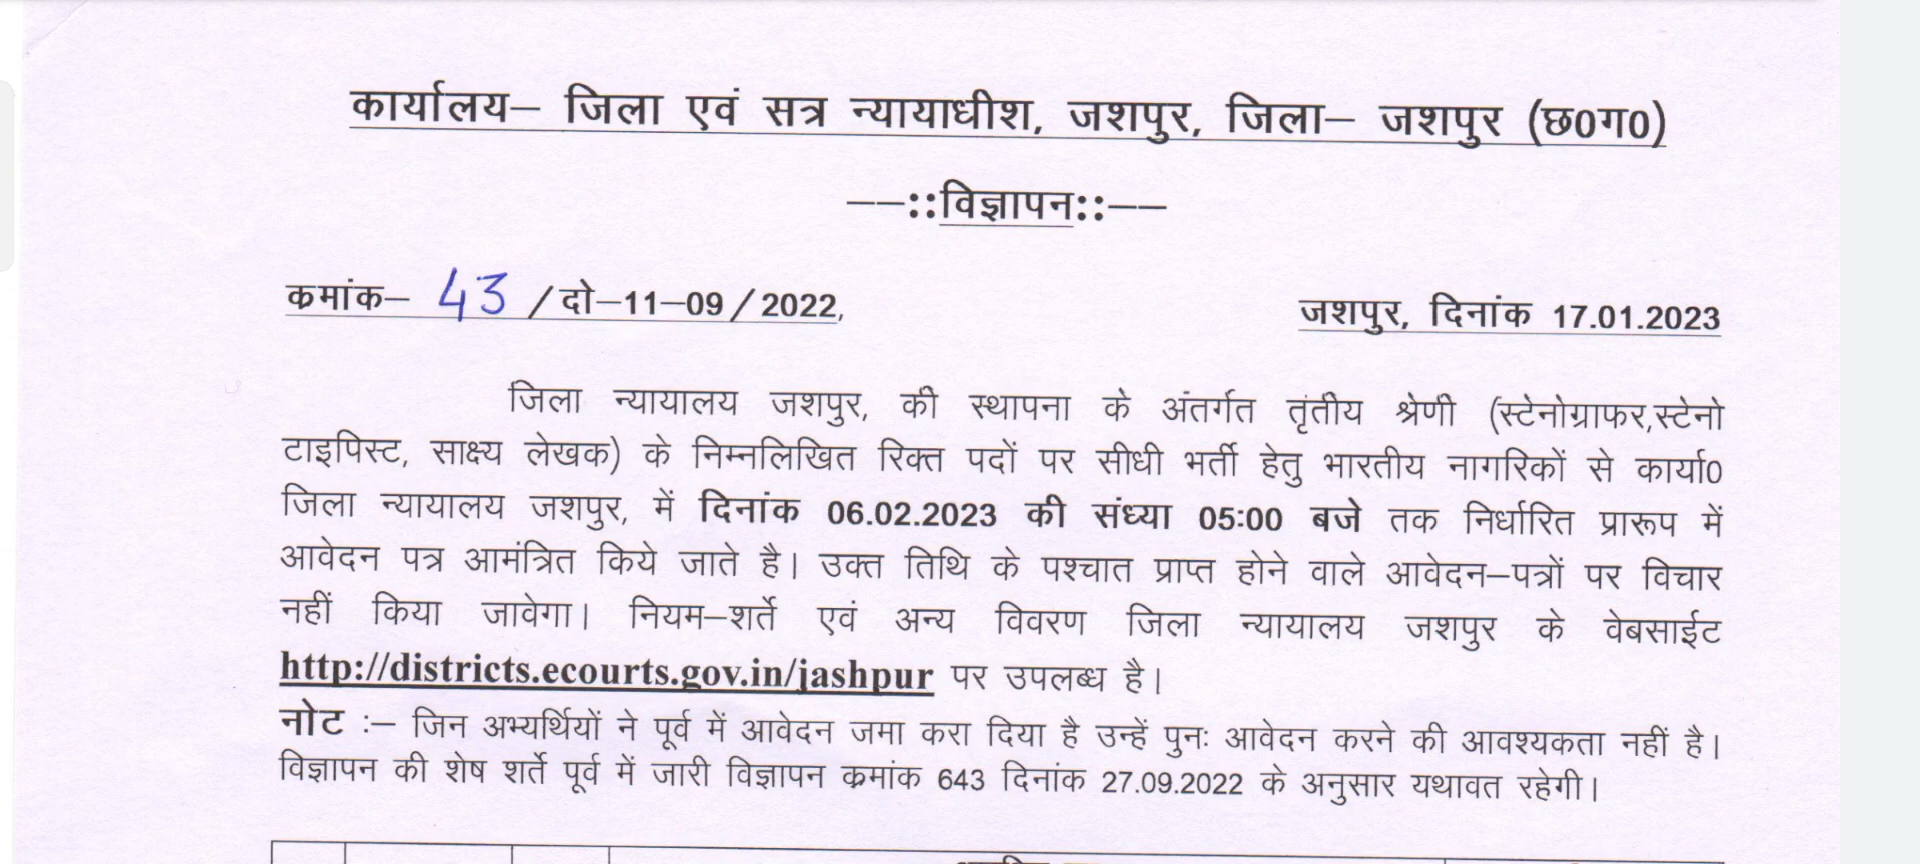 कार्यालय– जिला एवं सत्र न्यायाधीश, जशपुर, जिला– जशपुर (छ0ग0)
––::विज्ञापन::––
क्रमांक– 43 /दो–11–09/2022,
जशपुर, दिनांक 17.01.2023
जिला न्यायालय जशपुर, की स्थापना के अंतर्गत तृंतीय श्रेणी (स्टेनोग्राफर,स्टेनो
टाइपिस्ट, साक्ष्य लेखक) के निम्नलिखित रिक्त पदों पर सीधी भर्ती हेतु भारतीय नागरिकों से कार्या0
जिला न्यायालय जशपुर, में दिनांक 06.02.2023 की संध्या 05:00 बजे तक निर्धारित प्रारूप में
आवेदन पत्र आमंत्रित किये जाते है। उक्त तिथि के पश्चात प्राप्त होने वाले आवेदन–पत्रों पर विचार
नहीं किया जावेगा। नियम–शर्ते एवं अन्य विवरण जिला न्यायालय जशपुर के वेबसाईट
http://districts.ecourts.gov.in/jashpur पर उपलब्ध है।
नोट :– जिन अभ्यर्थियों ने पूर्व में आवेदन जमा करा दिया है उन्हें पुनः आवेदन करने की आवश्यकता नहीं है।
विज्ञापन की शेष शर्ते पूर्व में जारी विज्ञापन क्रमांक 643 दिनांक 27.09.2022 के अनुसार यथावत रहेगी।